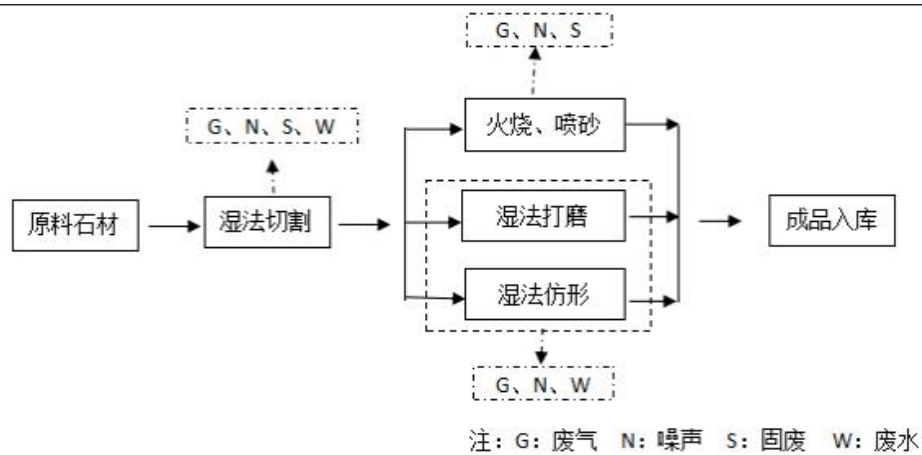 G、N、S
火烧、喷砂
G、N、S、W
原料石材
湿法切割
湿法打磨
成品入库
湿法仿形
G、N、W
注：G：废气 N：噪声 S：固废 W：废水